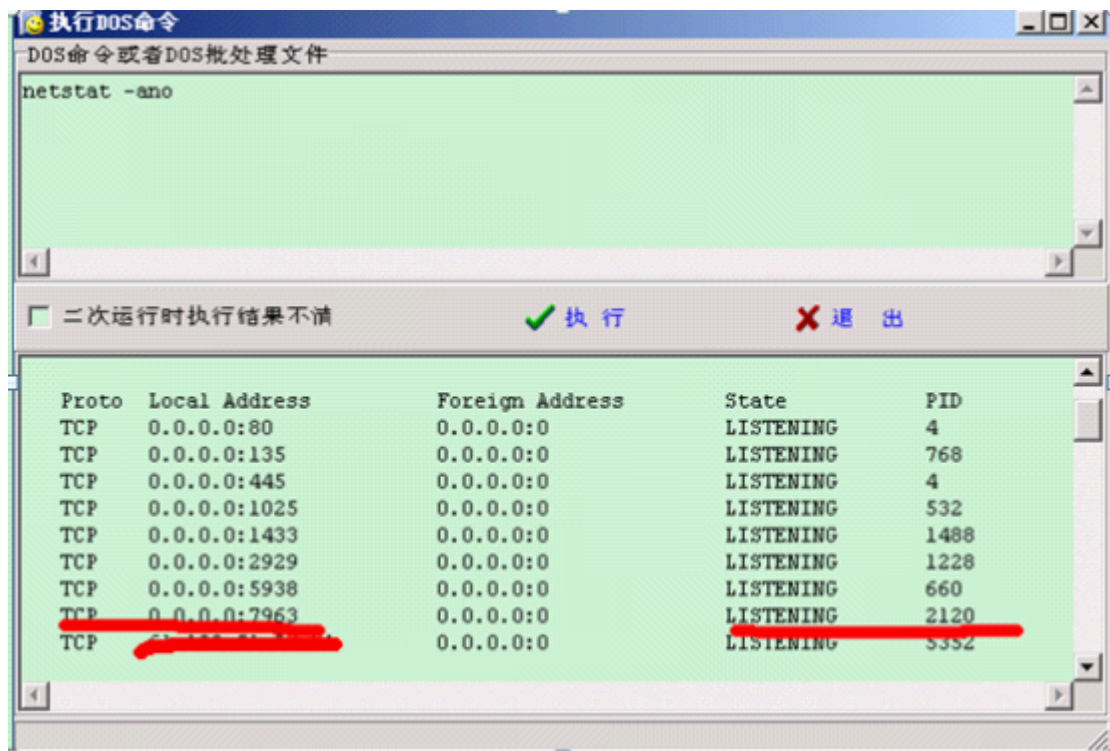 执行DOS命令
DOS命令或者DOS批处理文件
netstat -ano
二次运行时执行结果不清
执 行
退 出
Proto Local Address Foreign Address State PID
TCP 0.0.0.0:80 0.0.0.0:0 LISTENING 4
TCP 0.0.0.0:135 0.0.0.0:0 LISTENING 768
TCP 0.0.0.0:445 0.0.0.0:0 LISTENING 4
TCP 0.0.0.0:1025 0.0.0.0:0 LISTENING 532
TCP 0.0.0.0:1433 0.0.0.0:0 LISTENING 1488
TCP 0.0.0.0:2929 0.0.0.0:0 LISTENING 1228
TCP 0.0.0.0:5938 0.0.0.0:0 LISTENING 660
TCP 0.0.0.0:7963 0.0.0.0:0 LISTENING 2120
TCP 0.0.0.0:0 LISTENING 5352